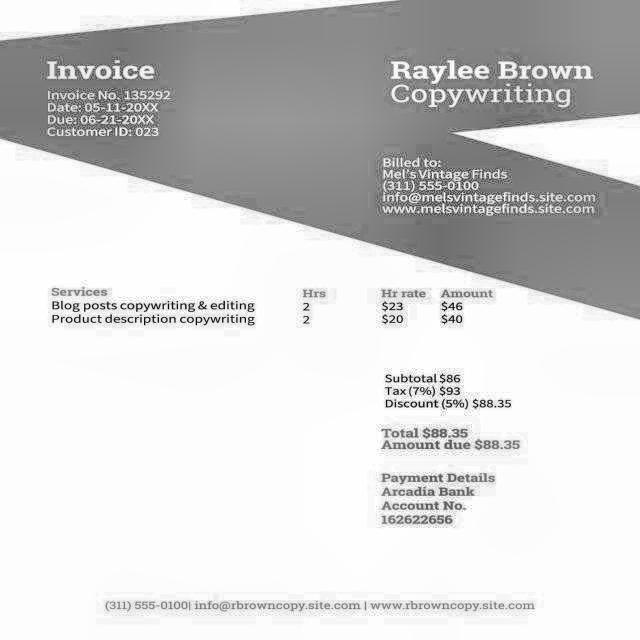 Invoice
Invoice No. 135292
Date: 05-11-20XX
Due: 06-21-20XX
Customer ID: 023
Raylee Brown
Copywriting
Billed to:
Mel's Vintage Finds
(311) 555-0100
info@melsvintagefinds.site.com
www.melsvintagefinds.site.com
Services Hrs Hr rate Amount
Blog posts copywriting & editing 2 $23 $46
Product description copywriting 2 $20 $40
Subtotal $86
Tax (7%) $93
Discount (5%) $88.35
Total $88.35
Amount due $88.35
Payment Details
Arcadia Bank
Account No.
162622656
(311) 555-0100| info@rbrowncopy.site.com | www.rbrowncopy.site.com